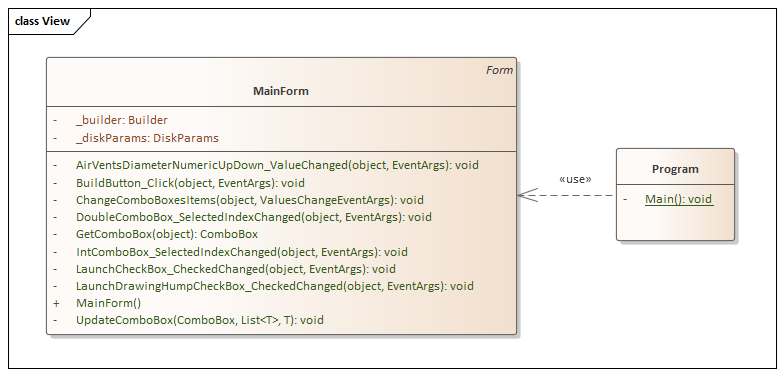 class View
Form
MainForm
- _builder: Builder
- _diskParams: DiskParams
- AirVentsDiameterNumericUpDown_ValueChanged(object, EventArgs): void
- BuildButton_Click(object, EventArgs): void
- ChangeComboBoxesItems(object, ValuesChangeEventArgs): void
- DoubleComboBox_SelectedIndexChanged(object, EventArgs): void
- GetComboBox(object): ComboBox
- IntComboBox_SelectedIndexChanged(object, EventArgs): void
- LaunchCheckBox_CheckedChanged(object, EventArgs): void
- LaunchDrawingHumpCheckBox_CheckedChanged(object, EventArgs): void
+ MainForm()
- UpdateComboBox(ComboBox, List<T>, T): void
«use»
Program
- Main(): void